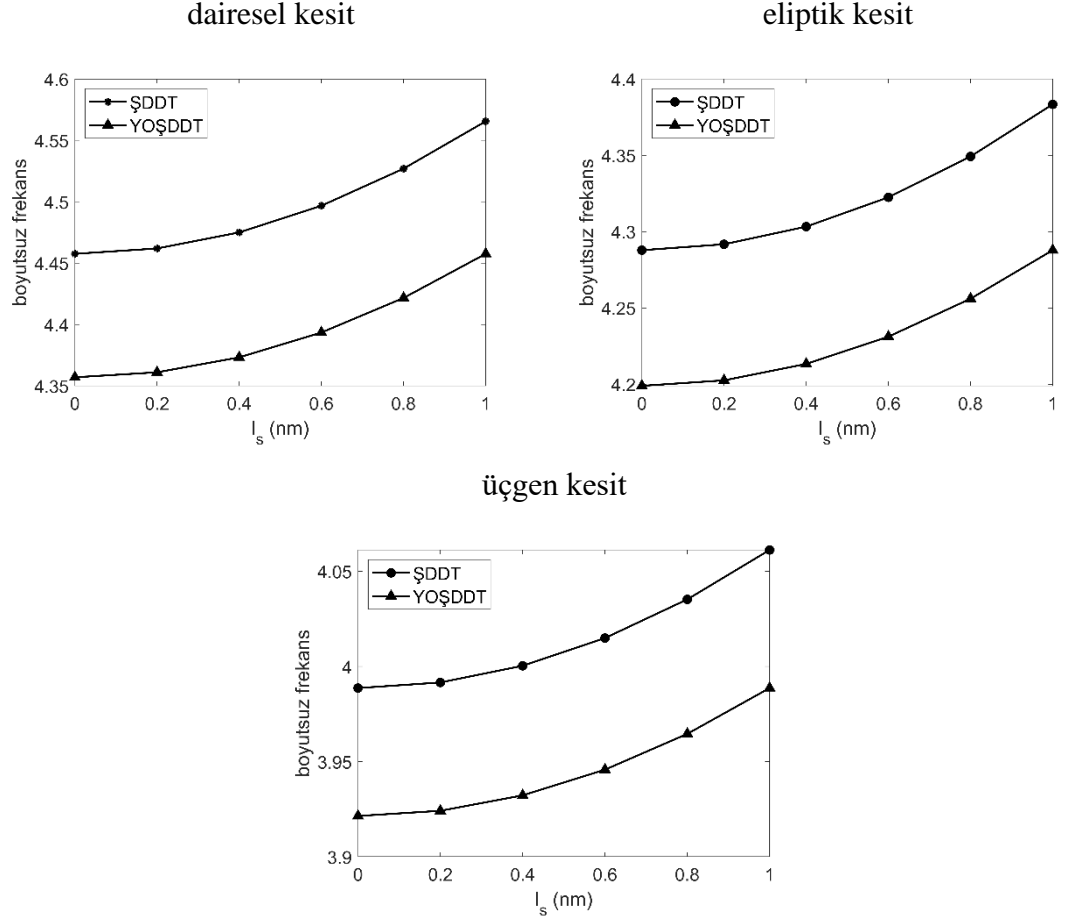 dairesel kesit
eliptik kesit
4.6
4.55
4.5
4.45
4.4
4.35
boyutsuz frekans
ŞDDT
YOŞDDT
0 0.2 0.4 0.6 0.8 1
l_s (nm)
4.4
4.35
4.3
4.25
4.2
boyutsuz frekans
ŞDDT
YOŞDDT
0 0.2 0.4 0.6 0.8 1
l_s (nm)
üçgen kesit
4.05
4
3.95
3.9
boyutsuz frekans
ŞDDT
YOŞDDT
0 0.2 0.4 0.6 0.8 1
l_s (nm)